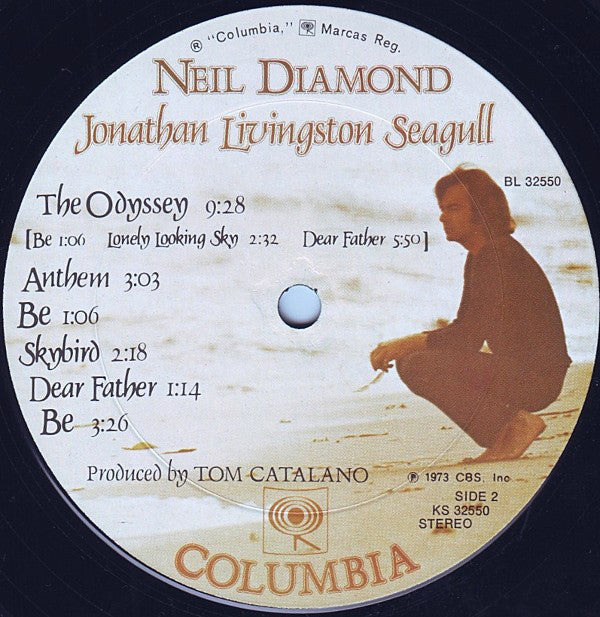 ® "Columbia," Marcas Reg.
NEIL DIAMOND
Jonathan Livingston Seagull
BL 32550
The Odyssey 9:28
[Be 1:06 Lonely Looking Sky 2:32 Dear Father 5:50]
Anthem 3:03
Be 1:06
Skybird 2:18
Dear Father 1:14
Be 3:26
Produced by TOM CATALANO
℗ 1973 CBS, Inc
SIDE 2
KS 32550
STEREO
COLUMBIA